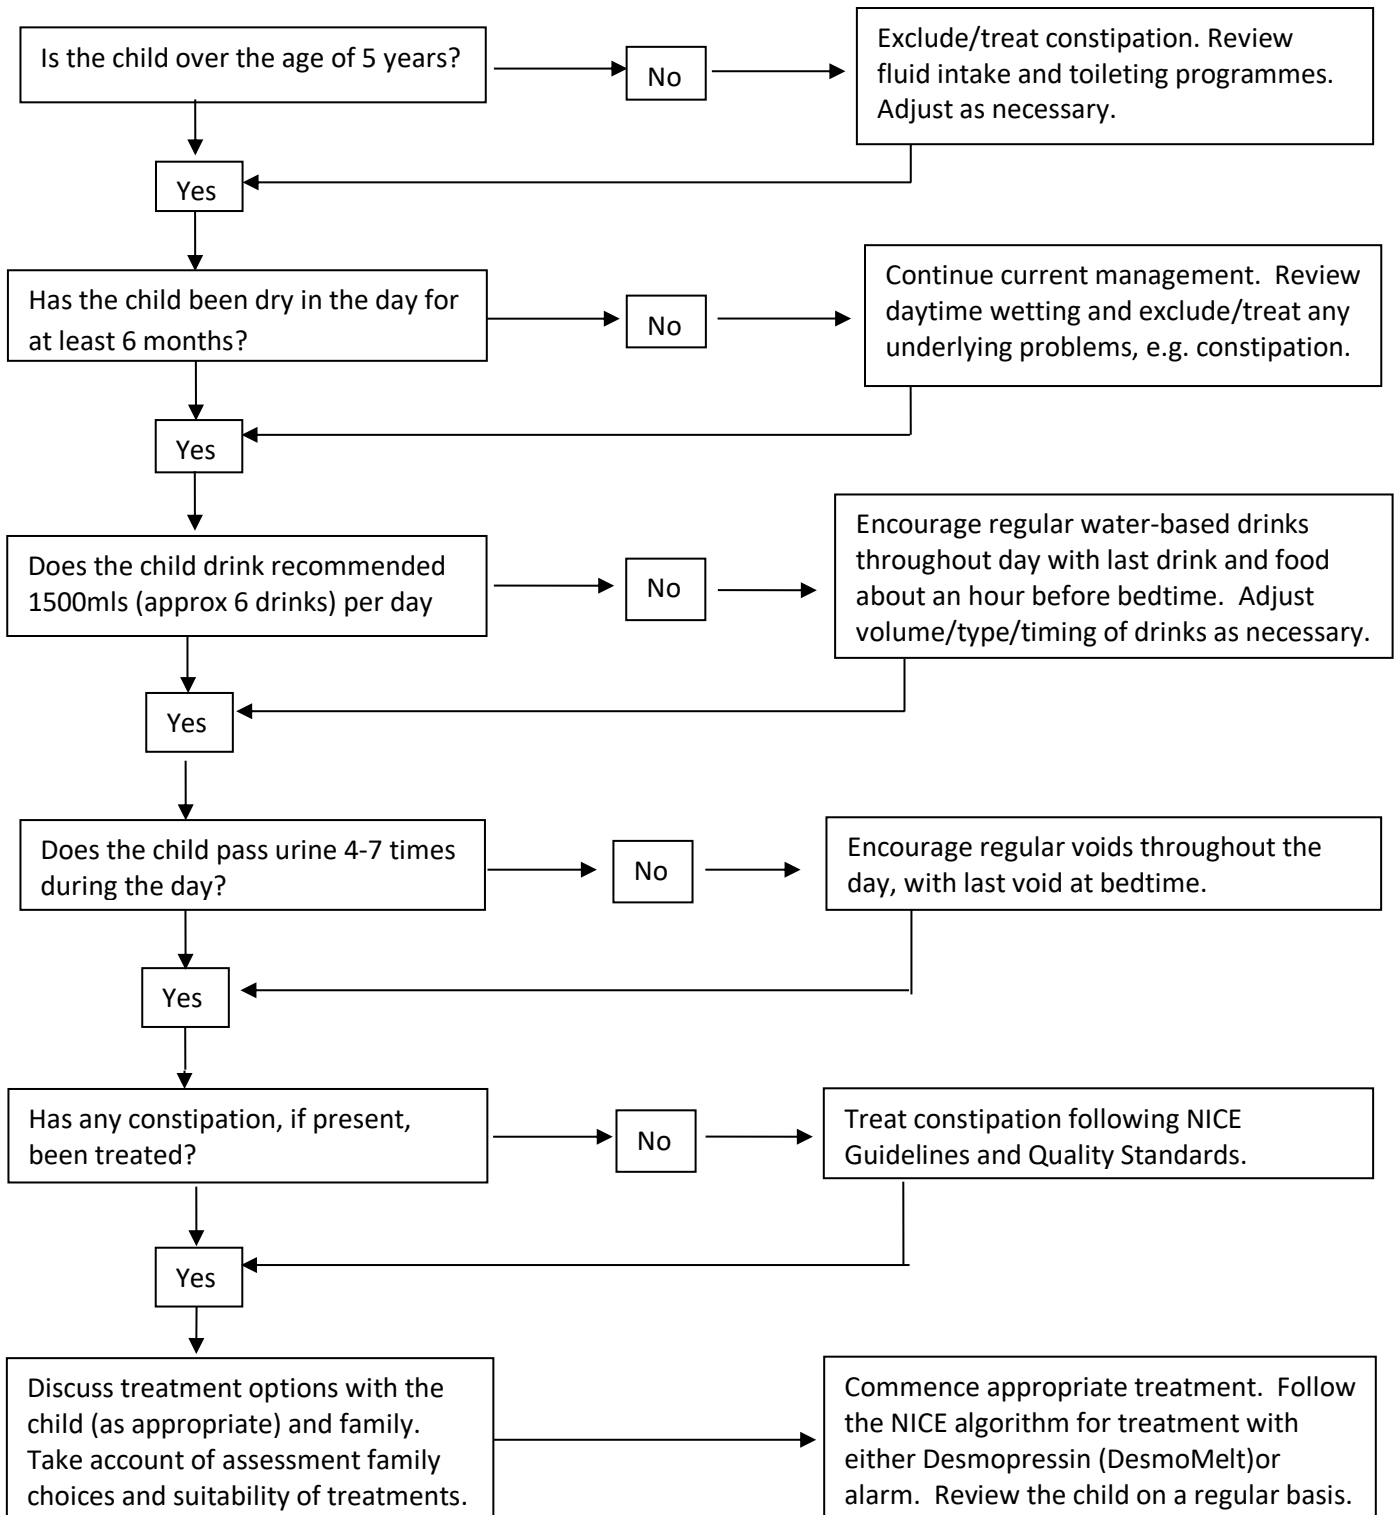 Is the child over the age of 5 years?
No
Exclude/treat constipation. Review
fluid intake and toileting programmes.
Adjust as necessary.
Yes
Has the child been dry in the day for
at least 6 months?
No
Continue current management.  Review
daytime wetting and exclude/treat any
underlying problems, e.g. constipation.
Yes
Does the child drink recommended
1500mls (approx 6 drinks) per day
No
Encourage regular water-based drinks
throughout day with last drink and food
about an hour before bedtime.  Adjust
volume/type/timing of drinks as necessary.
Yes
Does the child pass urine 4-7 times
during the day?
No
Encourage regular voids throughout the
day, with last void at bedtime.
Yes
Has any constipation, if present,
been treated?
No
Treat constipation following NICE
Guidelines and Quality Standards.
Yes
Discuss treatment options with the
child (as appropriate) and family.
Take account of assessment family
choices and suitability of treatments.
Commence appropriate treatment.  Follow
the NICE algorithm for treatment with
either Desmopressin (DesmoMelt)or
alarm.  Review the child on a regular basis.